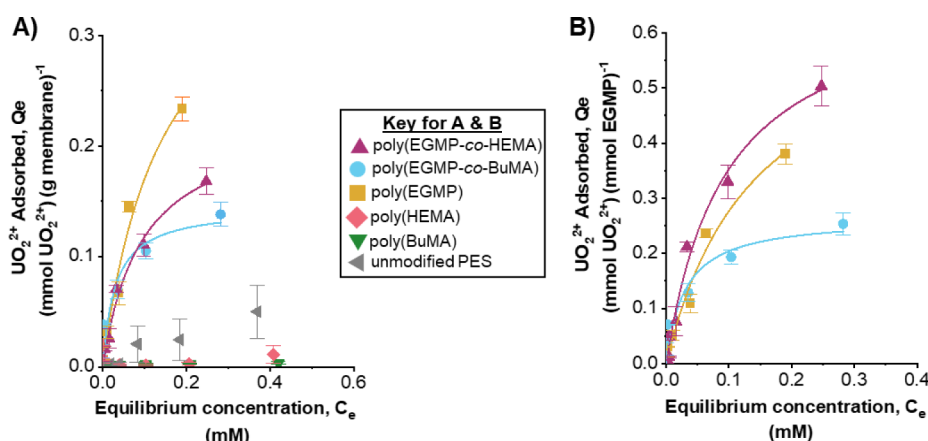 A)
UO₂²⁺ Adsorbed, Qe
(mmol UO₂²⁺) (g membrane)⁻¹
0.3
0.2
0.1
0.0
0.0 0.2 0.4 0.6
Equilibrium concentration, Cₑ
(mM)
Key for A & B
poly(EGMP-co-HEMA)
poly(EGMP-co-BuMA)
poly(EGMP)
poly(HEMA)
poly(BuMA)
unmodified PES
B)
UO₂²⁺ Adsorbed, Qe
(mmol UO₂²⁺) (mmol EGMP)⁻¹
0.6
0.5
0.4
0.3
0.2
0.1
0.0
0.0 0.1 0.2 0.3 0.4
Equilibrium concentration, Cₑ
(mM)